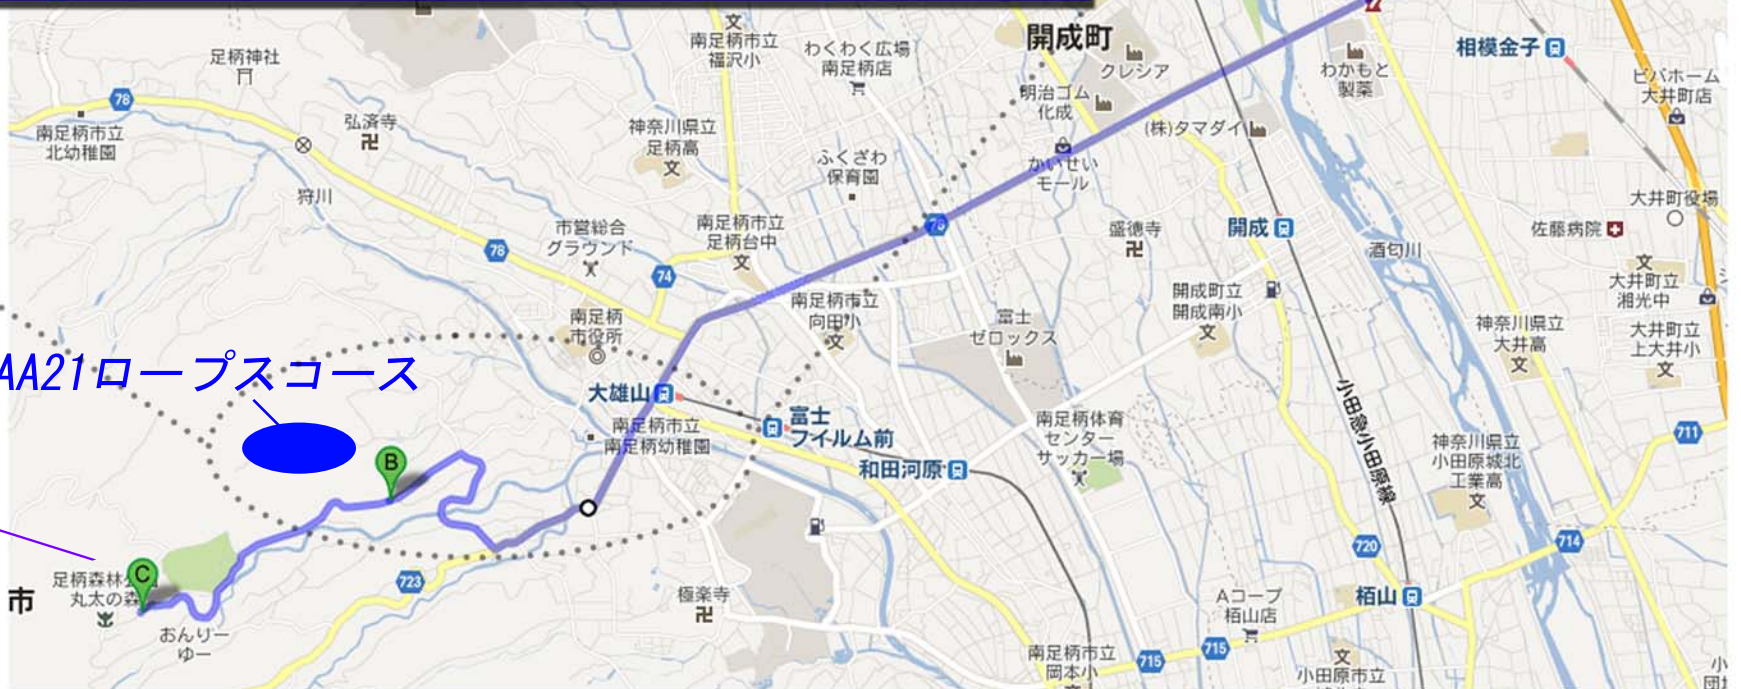 開成町
南足柄市立
福沢小
わくわく広場
南足柄店
クレシア
相模金子
わかもと
製薬
ビバホーム
大井町店
足柄神社
78
南足柄市立
北幼稚園
弘済寺
狩川
神奈川県立
足柄高
明治ゴム
化成
(株)タマダイ
ふくざわ
保育園
かいせい
モール
大井町役場
佐藤病院
78
市営総合
グラウンド
74
南足柄市立
足柄台中
盛徳寺
開成
酒匂川
大井町立
湘光中
南足柄市立
向田小
開成町立
開成南小
富士
ゼロックス
神奈川県立
大井高
大井町立
上大井小
南足柄
市役所
AA21ロープスコース
大雄山
富士
フイルム前
南足柄市立
南足柄幼稚園
和田河原
南足柄体育
センター
サッカー場
小田急小田原線
神奈川県立
小田原城北
工業高
711
B
C
足柄森林公
丸太の森
市
おんりー
ゆー
723
極楽寺
720
714
栢山
Aコープ
栢山店
715
715
南足柄市立
岡本小
小田原市立
小